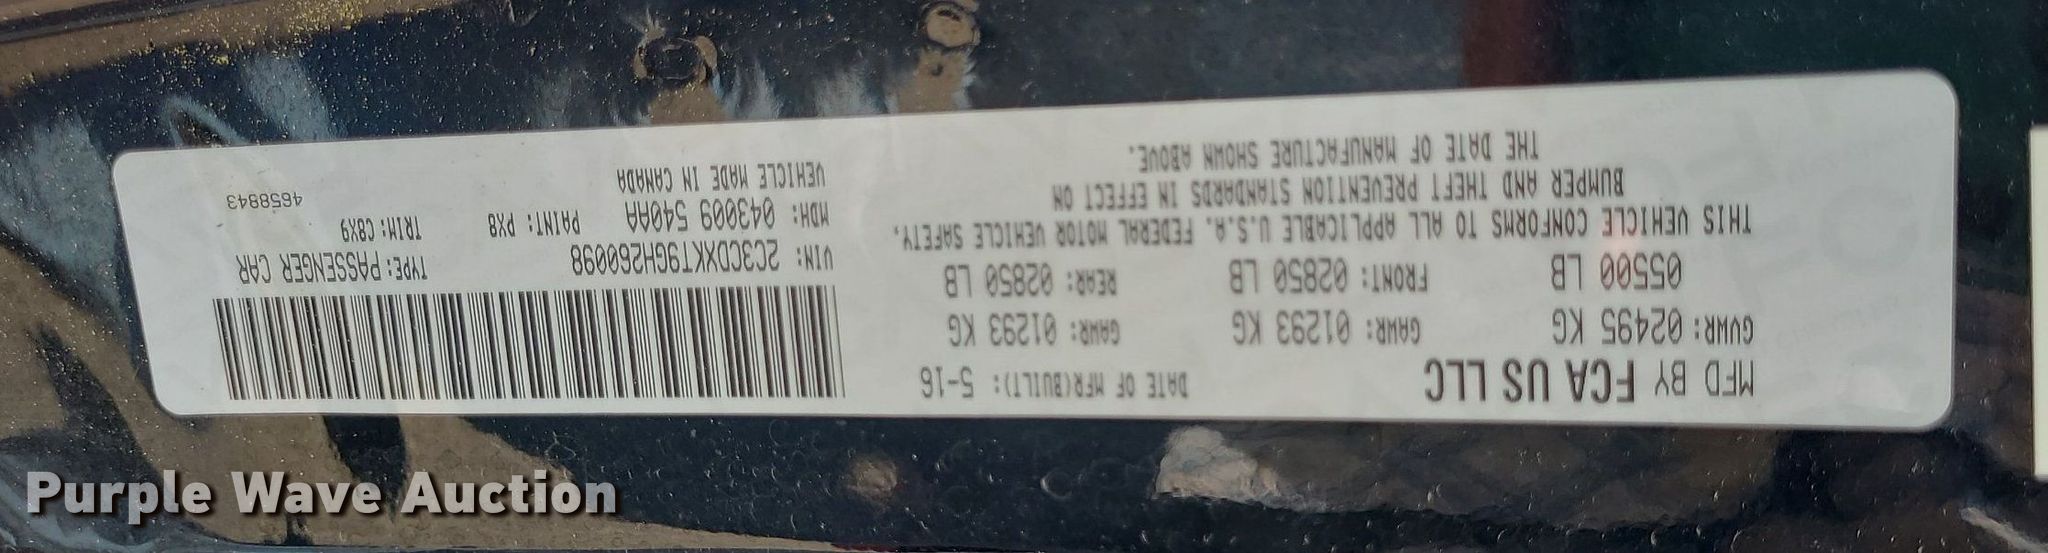 MFD BY FCA US LLC
DATE OF MFR(BUILT): 5-16
GVWR: 02495 KG
GAWR: 01293 KG
GAWR: 01293 KG
05500 LB
FRONT: 02850 LB
REAR: 02850 LB
THIS VEHICLE CONFORMS TO ALL APPLICABLE U.S.A. FEDERAL MOTOR VEHICLE SAFETY,
BUMPER AND THEFT PREVENTION STANDARDS IN EFFECT ON
THE DATE OF MANUFACTURE SHOWN ABOVE.
VIN: 2C3CDXKT9GH260098
TYPE: PASSENGER CAR
MDH: 043009 540AA
PAINT: PX8
TRIM: C8X9
VEHICLE MADE IN CANADA
4658843
Purple Wave Auction